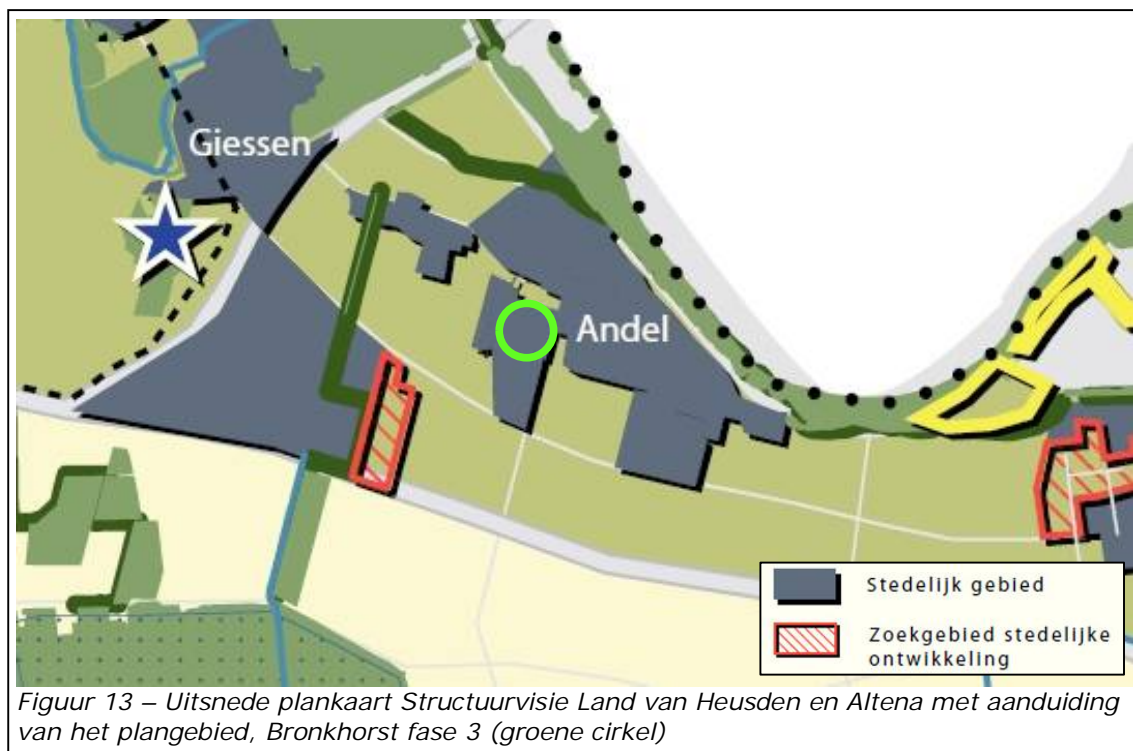 Giessen
Andel
Stedelijk gebied
Zoekgebied stedelijke
ontwikkeling
Figuur 13 – Uitsnede plankaart Structuurvisie Land van Heusden en Altena met aanduiding
van het plangebied, Bronkhorst fase 3 (groene cirkel)